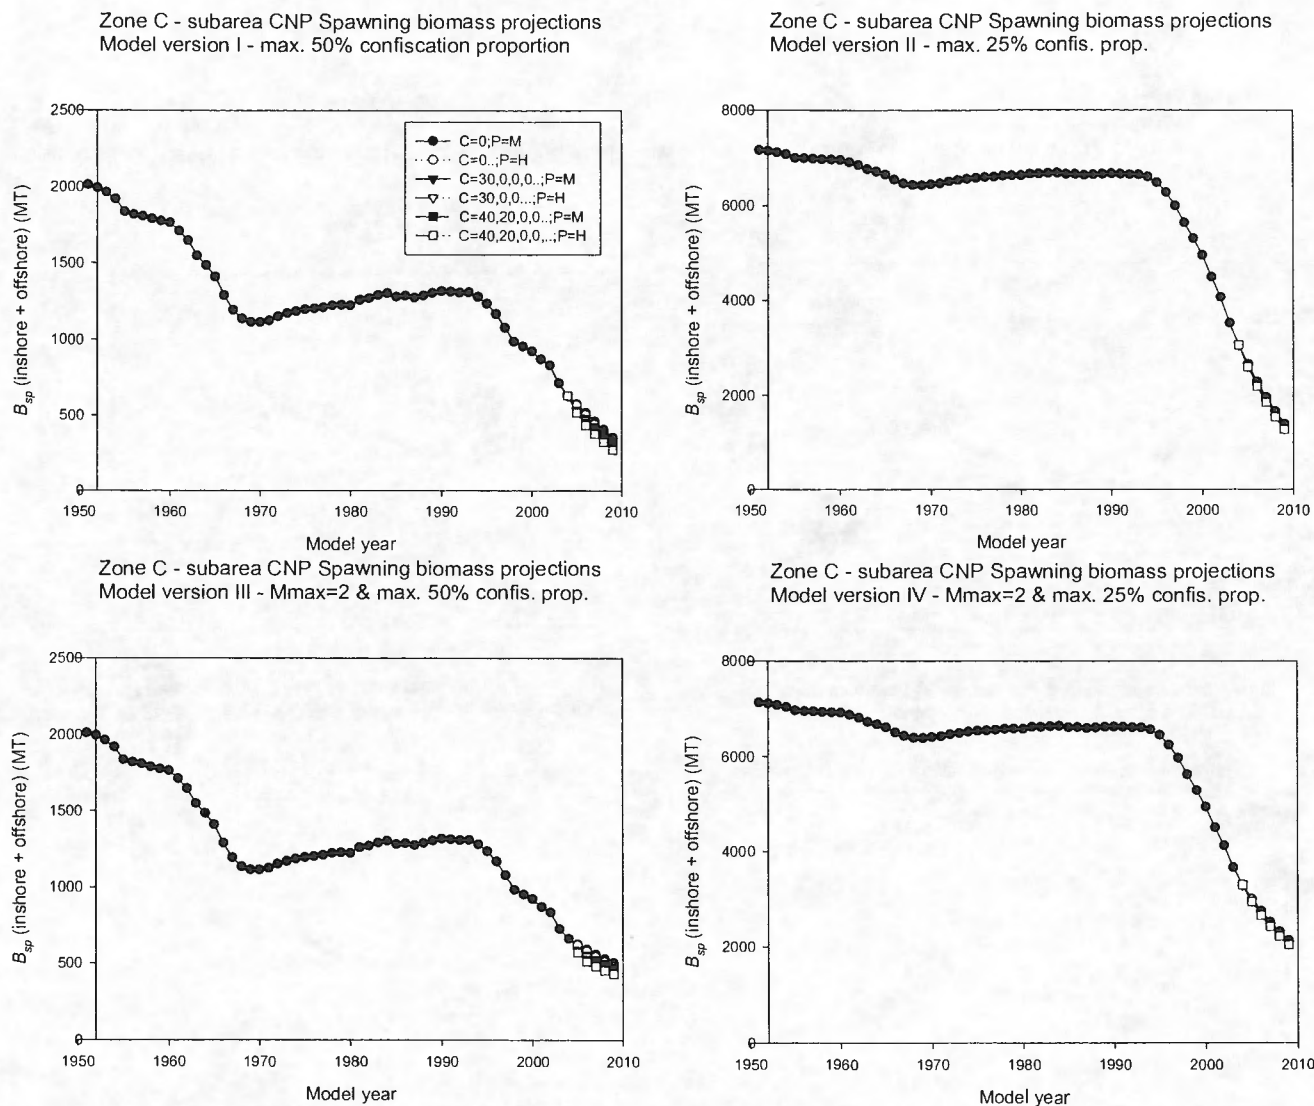 Zone C - subarea CNP Spawning biomass projections
Model version I - max. 50% confiscation proportion
2500
2000
1500
1000
500
0
1950 1960 1970 1980 1990 2000 2010
Bsp (inshore + offshore) (MT)
Model year
C=0;P=M
C=0..;P=H
C=30,0,0,0..;P=M
C=30,0,0...;P=H
C=40,20,0,0..;P=M
C=40,20,0,0,..;P=H
Zone C - subarea CNP Spawning biomass projections
Model version II - max. 25% confis. prop.
8000
6000
4000
2000
0
1950 1960 1970 1980 1990 2000 2010
Bsp (inshore + offshore) (MT)
Model year
Zone C - subarea CNP Spawning biomass projections
Model version III - Mmax=2 & max. 50% confis. prop.
2500
2000
1500
1000
500
0
1950 1960 1970 1980 1990 2000 2010
Bsp (inshore + offshore) (MT)
Model year
Zone C - subarea CNP Spawning biomass projections
Model version IV - Mmax=2 & max. 25% confis. prop.
8000
6000
4000
2000
0
1950 1960 1970 1980 1990 2000 2010
Bsp (inshore + offshore) (MT)
Model year